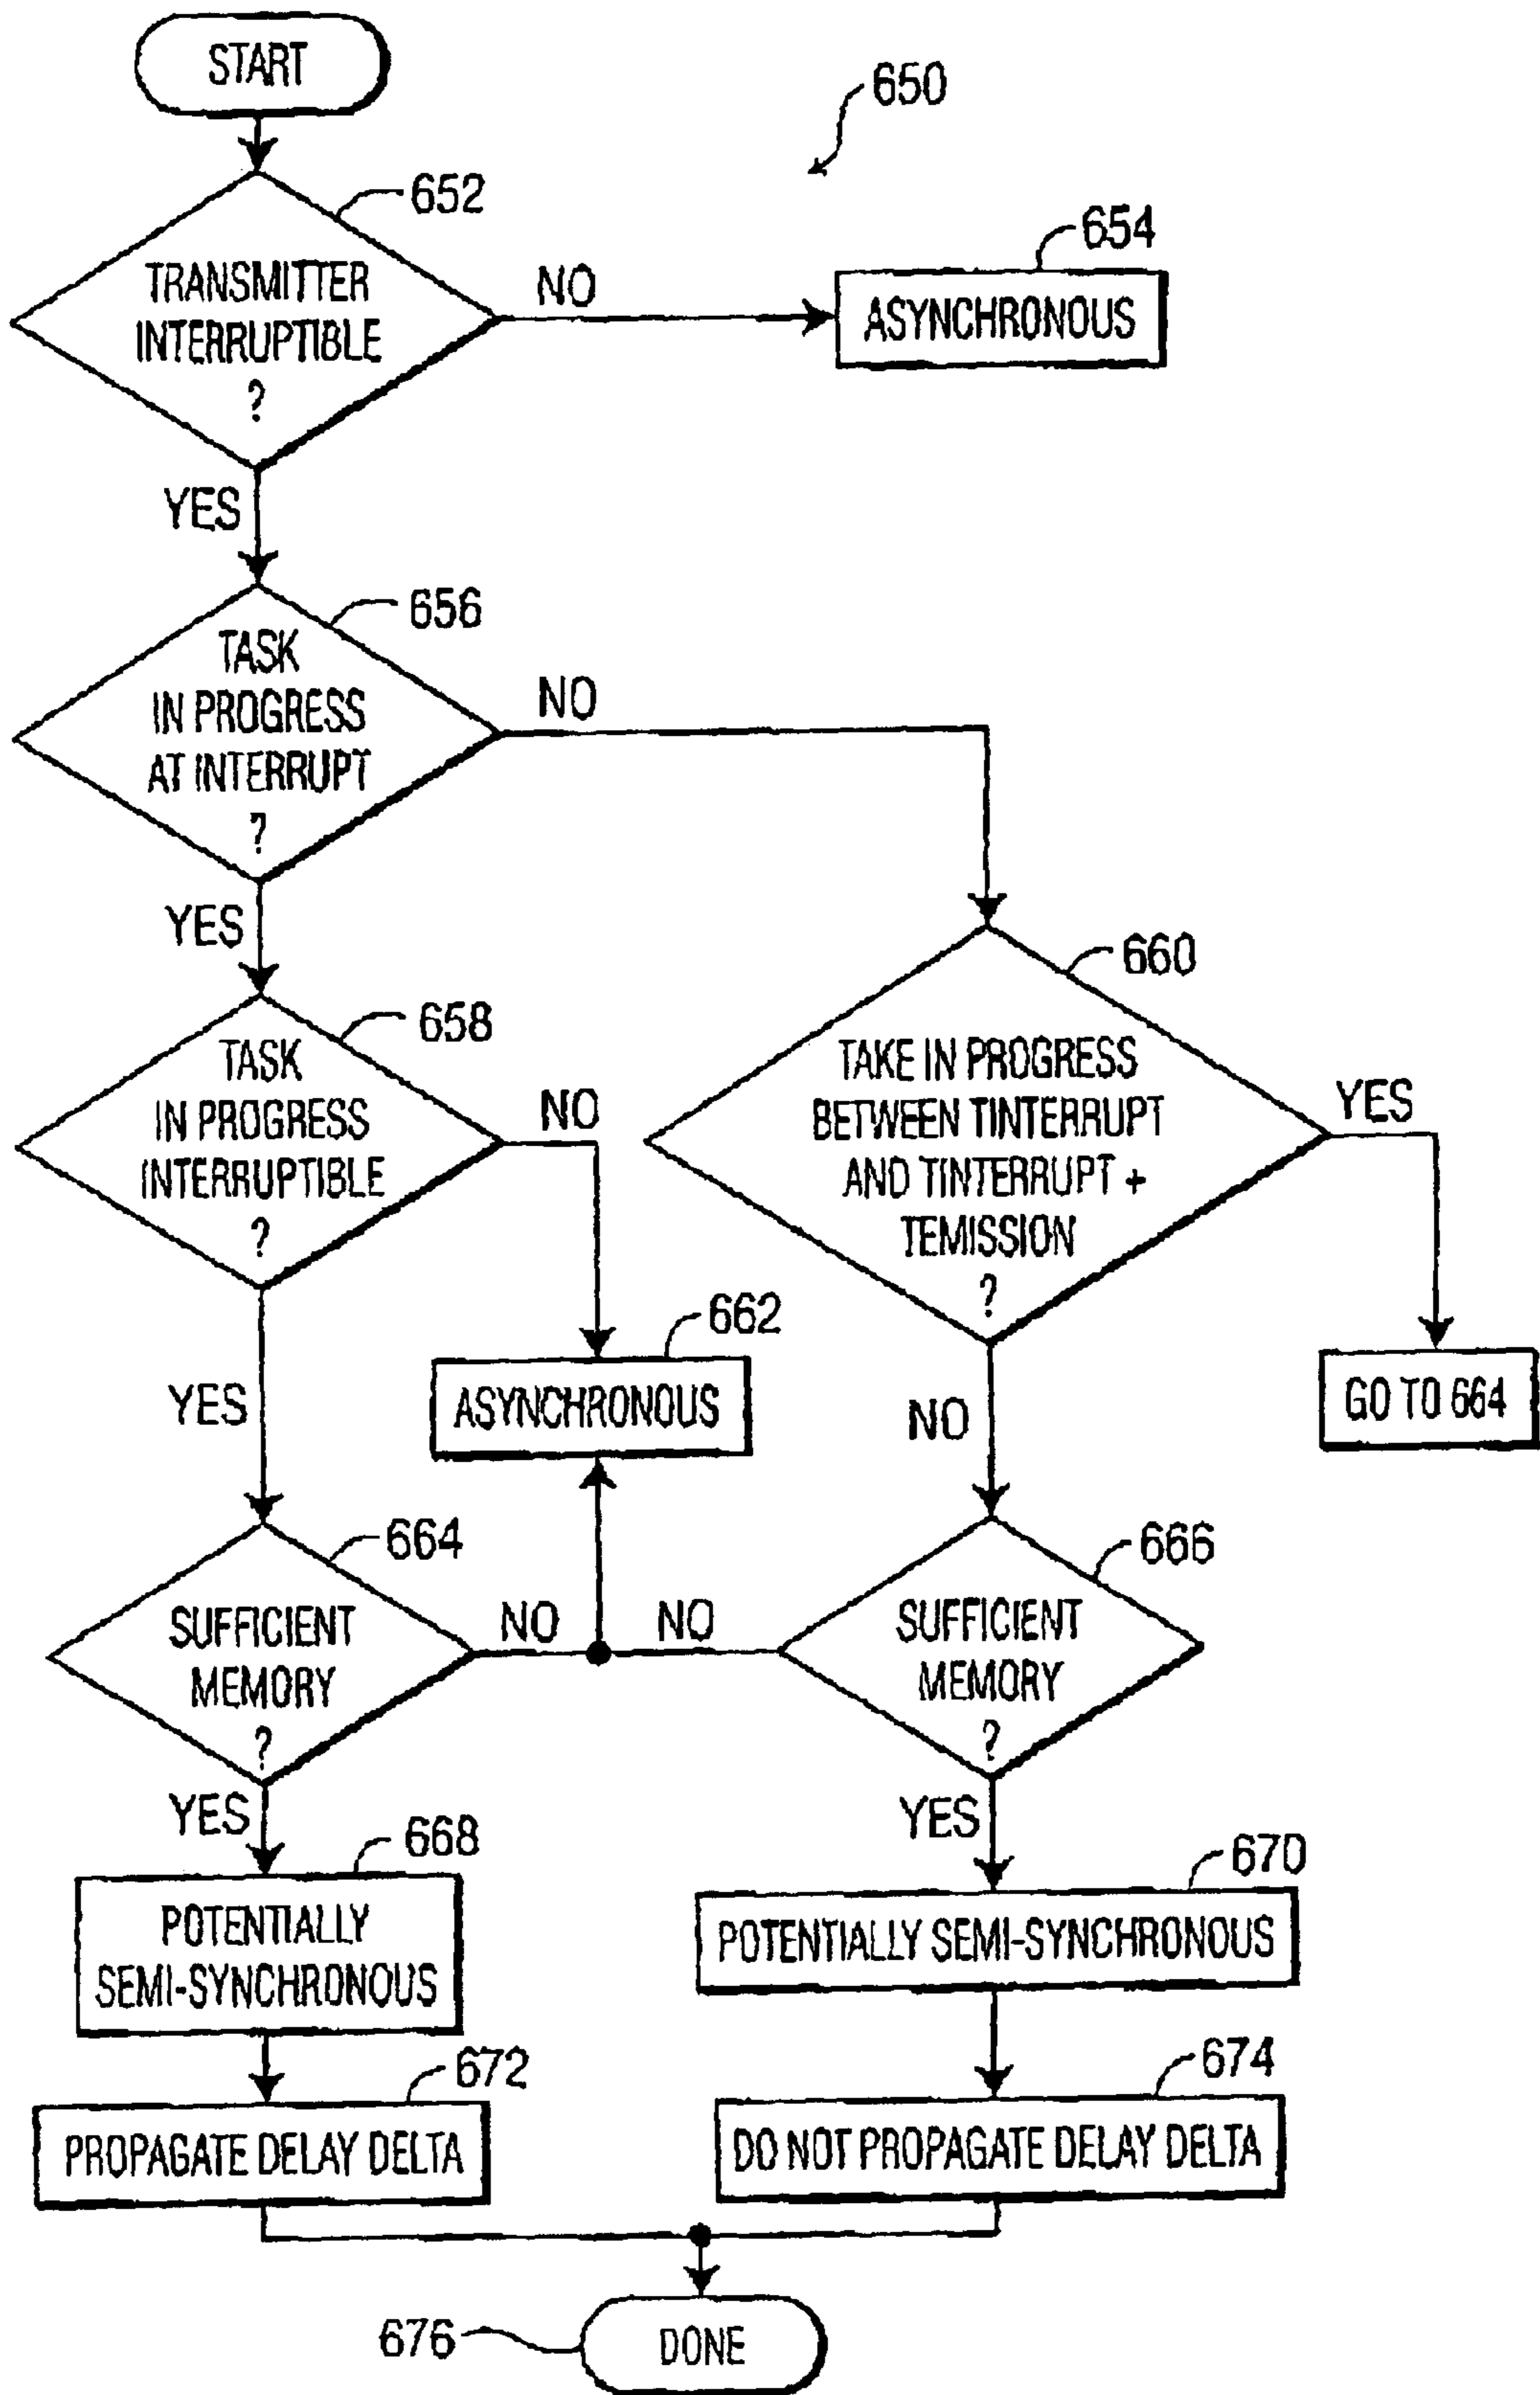 START
650
652
TRANSMITTER
INTERRUPTIBLE
?
NO
654
ASYNCHRONOUS
YES
656
TASK
IN PROGRESS
AT INTERRUPT
?
NO
YES
658
TASK
IN PROGRESS
INTERRUPTIBLE
?
NO
660
TAKE IN PROGRESS
BETWEEN TINTERRUPT
AND TINTERRUPT +
TEMISSION
?
YES
662
ASYNCHRONOUS
GO TO 664
YES
NO
664
SUFFICIENT
MEMORY
?
NO
NO
666
SUFFICIENT
MEMORY
?
YES
YES
668
POTENTIALLY
SEMI-SYNCHRONOUS
670
POTENTIALLY SEMI-SYNCHRONOUS
672
PROPAGATE DELAY DELTA
674
DO NOT PROPAGATE DELAY DELTA
676
DONE